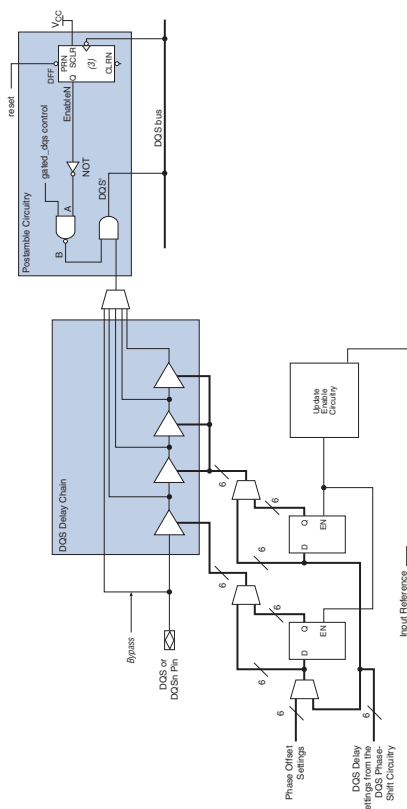 Postamble Circuitry
reset
gated_dqs control
EnableN
DFF
PRN
SCLR
VCC
Q
(3)
CLRN
A
B
NOT
DQS'
DQS bus
DQS Delay Chain
Bypass
DQS or
DQSn Pin
6
6
6
6
6
6
D
Q
EN
D
Q
EN
Update
Enable
Circuitry
Phase Offset
Settings
6
DQS Delay
ettings from the
DQS Phase-
Shift Circuitry
6
Input Reference